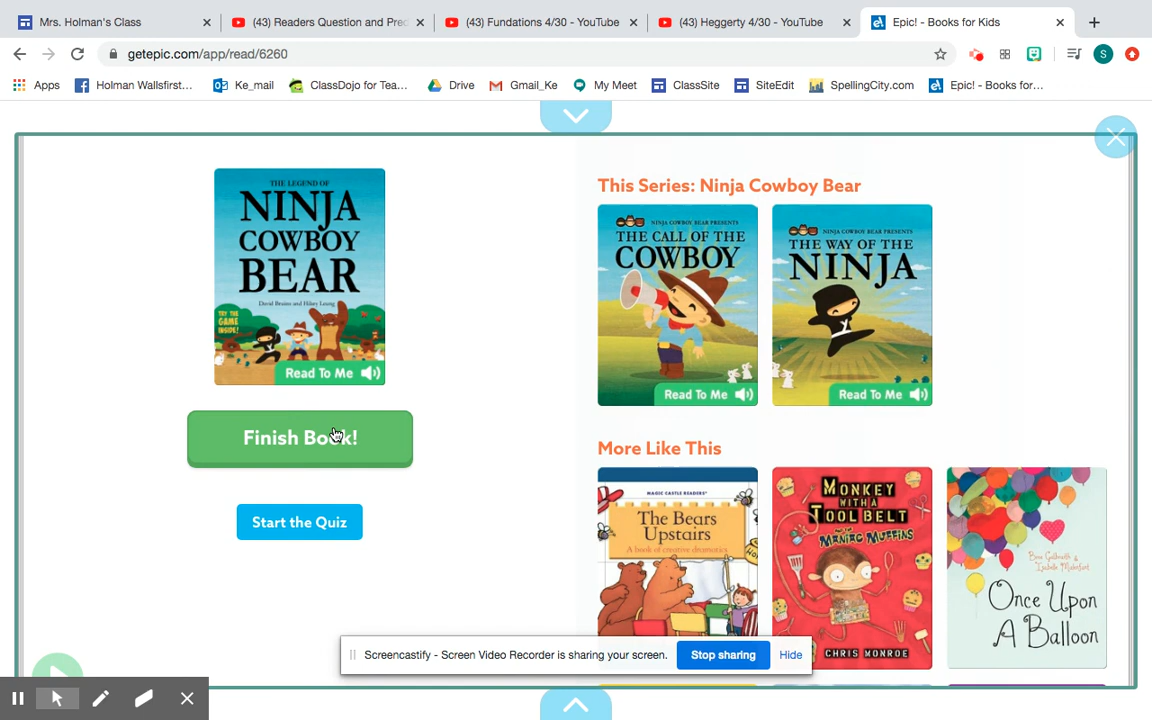 Mrs. Holman's Class
(43) Readers Question and Pred
(43) Fundations 4/30 - YouTube
(43) Heggerty 4/30 - YouTube
Epic! - Books for Kids
getepic.com/app/read/6260
S
Apps
Holman Wallsfirst...
Ke_mail
ClassDojo for Tea...
Drive
Gmail_Ke
My Meet
ClassSite
SiteEdit
SpellingCity.com
Epic! - Books for...
THE LEGEND OF
NINJA
COWBOY
BEAR
David Bruins and Hilary Leung
TRY THE
GAME
INSIDE!
Read To Me
Finish Book!
Start the Quiz
This Series: Ninja Cowboy Bear
NINJA COWBOY BEAR PRESENTS
THE CALL OF THE
COWBOY
Read To Me
NINJA COWBOY BEAR PRESENTS
THE WAY OF THE
NINJA
Read To Me
More Like This
MAGIC CASTLE READERS
The Bears
Upstairs
A book of creative dramatics
MONKEY
WITH A
TOOL BELT
AND THE
MANIAC MUFFINS
CHRIS MONROE
Once Upon
A Balloon
Screencastify - Screen Video Recorder is sharing your screen.
Stop sharing
Hide